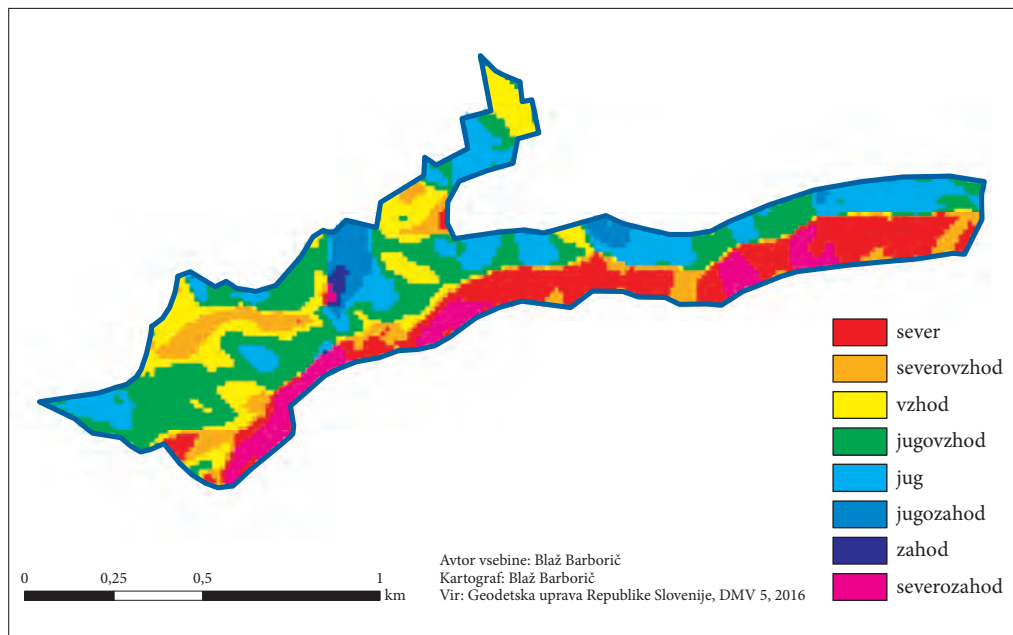 sever
severovzhod
vzhod
jugovzhod
jug
jugozahod
zahod
severozahod
0 0,25 0,5 1
km
Avtor vsebine: Blaž Barborič
Kartograf: Blaž Barborič
Vir: Geodetska uprava Republike Slovenije, DMV 5, 2016